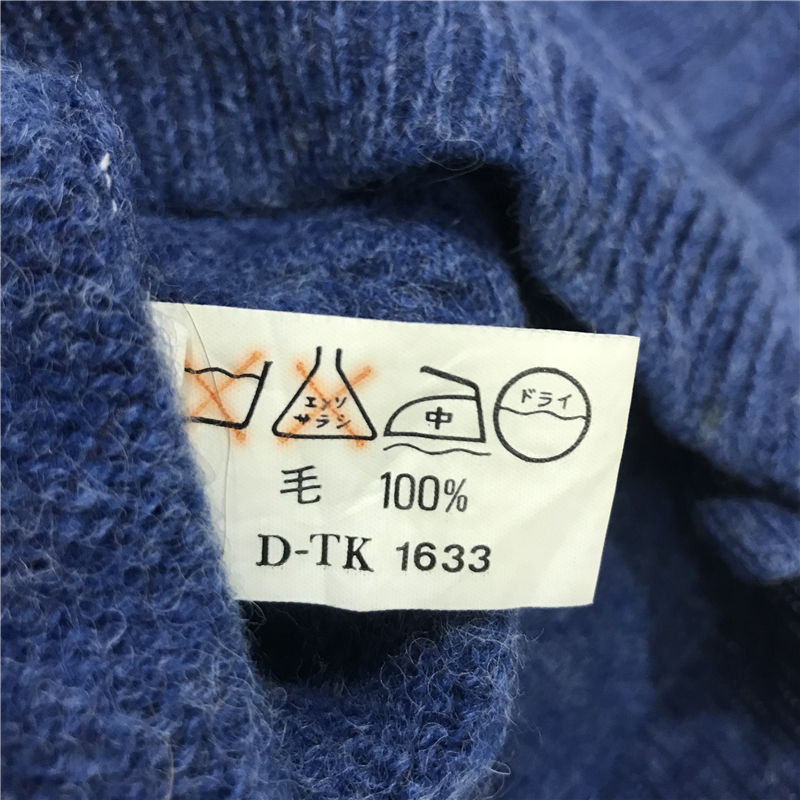 エンソ
サラシ
中
ドライ
毛 100%
D-TK 1633